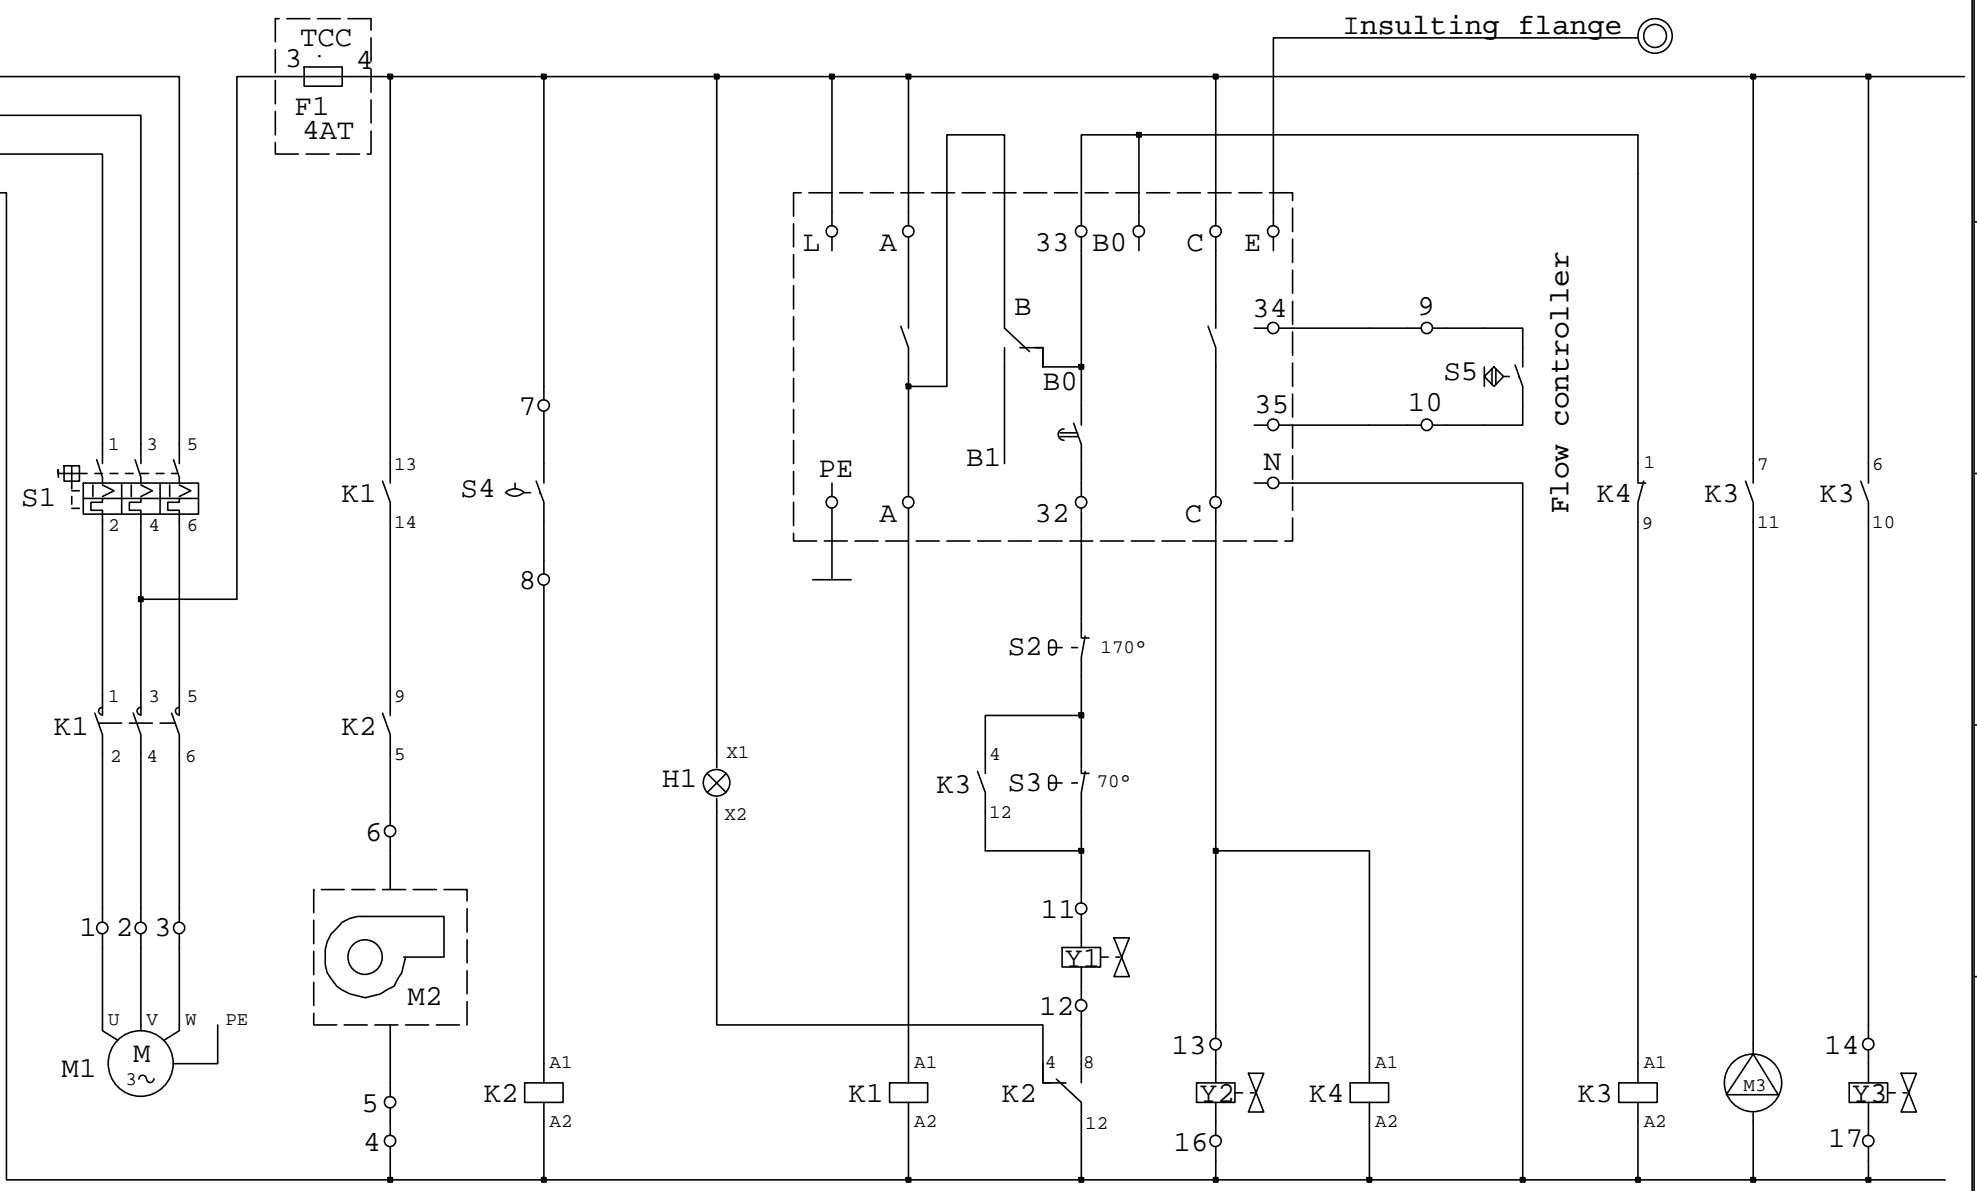 Insulting flange
TCC
3 4
F1
4AT
L A 33 B0 C E
B
34 9
S5
B0
35 10
Flow controller
1 3 5
S1
2 4 6
13
K1
14
7
S4
8
B1
PE
N
A 32 C
1
K4
9
7
K3
11
6
K3
10
S2 170°
1 3 5
K1
2 4 6
9
K2
5
X1
H1
X2
4
K3
12
S3 70°
6
1 2 3
M2
11
Y1
12
U V W PE
M1
M
3~
5
4
A1
K2
A2
A1
K1
A2
4 8
K2
12
13
Y2
16
A1
K4
A2
A1
K3
A2
M3
14
Y3
17